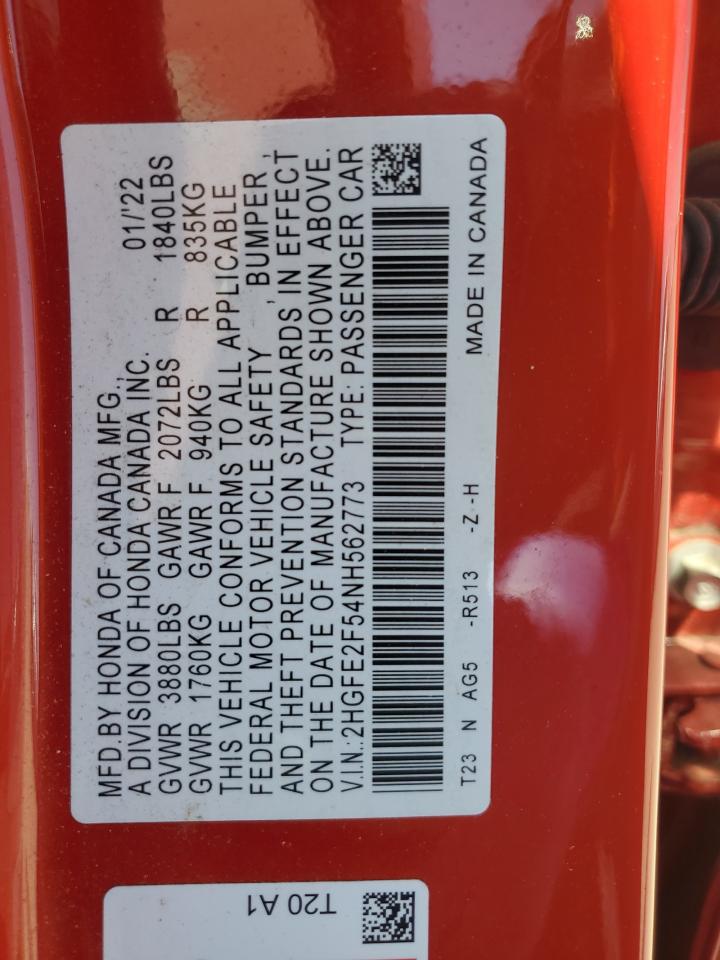 MFD.BY HONDA OF CANADA MFG.,
A DIVISION OF HONDA CANADA INC. 01/'22
GVWR 3880LBS GAWR F 2072LBS R 1840LBS
GVWR 1760KG GAWR F 940KG R 835KG
THIS VEHICLE CONFORMS TO ALL APPLICABLE
FEDERAL MOTOR VEHICLE SAFETY , BUMPER ,
AND THEFT PREVENTION STANDARDS IN EFFECT
ON THE DATE OF MANUFACTURE SHOWN ABOVE.
V.I.N.:2HGFE2F54NH562773 TYPE: PASSENGER CAR
T23 N AG5 -R513 -Z -H MADE IN CANADA
T20 A1